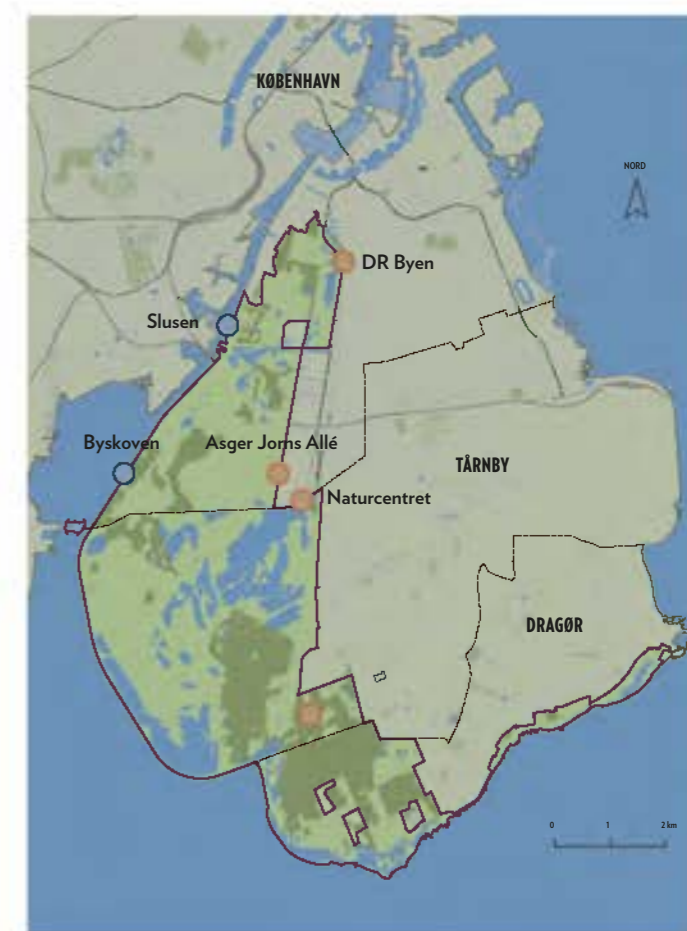 KØBENHAVN
NORD
DR Byen
Slusen
Byskoven
Asger Jorns Allé
TÅRNBY
Naturcentret
DRAGØR
0 1 2 km